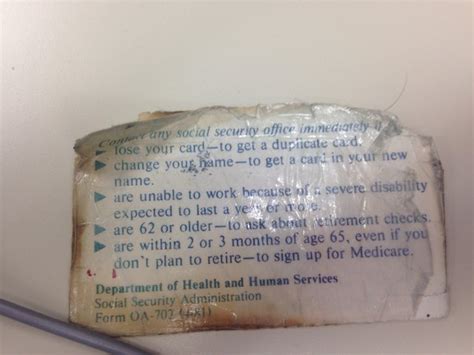 Contact any social security office immediately if
lose your card—to get a duplicate card.
change your name—to get a card in your new
name.
are unable to work because of a severe disability
expected to last a year or more.
are 62 or older—to ask about retirement checks.
are within 2 or 3 months of age 65, even if you
don't plan to retire—to sign up for Medicare.
Department of Health and Human Services
Social Security Administration
Form OA-702